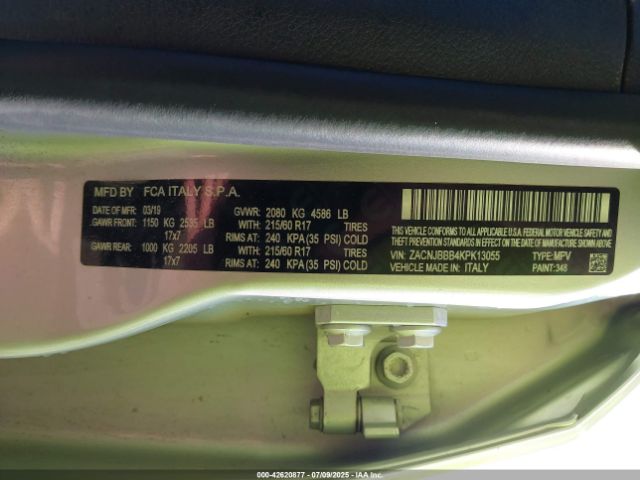 MFD BY FCA ITALY S.P.A.
DATE OF MFR: 03/19 GVWR: 2080 KG 4586 LB
GAWR FRONT: 1150 KG 2535 LB WITH: 215/60 R17 TIRES
17x7 RIMS AT: 240 KPA (35 PSI) COLD
GAWR REAR: 1000 KG 2205 LB WITH: 215/60 R17 TIRES
17x7 RIMS AT: 240 KPA (35 PSI) COLD
THIS VEHICLE CONFORMS TO ALL APPLICABLE
U.S.A. FEDERAL MOTOR VEHICLE SAFETY,
BUMPER, AND THEFT PREVENTION STANDARDS
IN EFFECT ON THE DATE OF MANUFACTURE
SHOWN ABOVE.
VIN: ZACNJBBB4KPK13055 TYPE: MPV
VEHICLE MADE IN: ITALY PAINT: 348
000-42620877 / 07/09/2025 / IAAI.CA